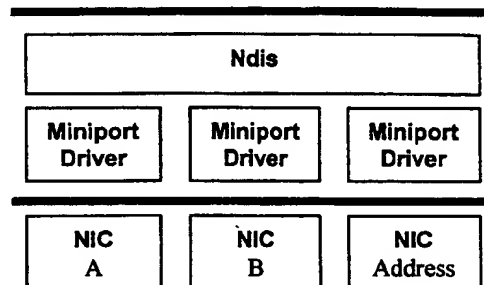 Ndis
Miniport Miniport Miniport
Driver Driver Driver
NIC NIC NIC
A B Address